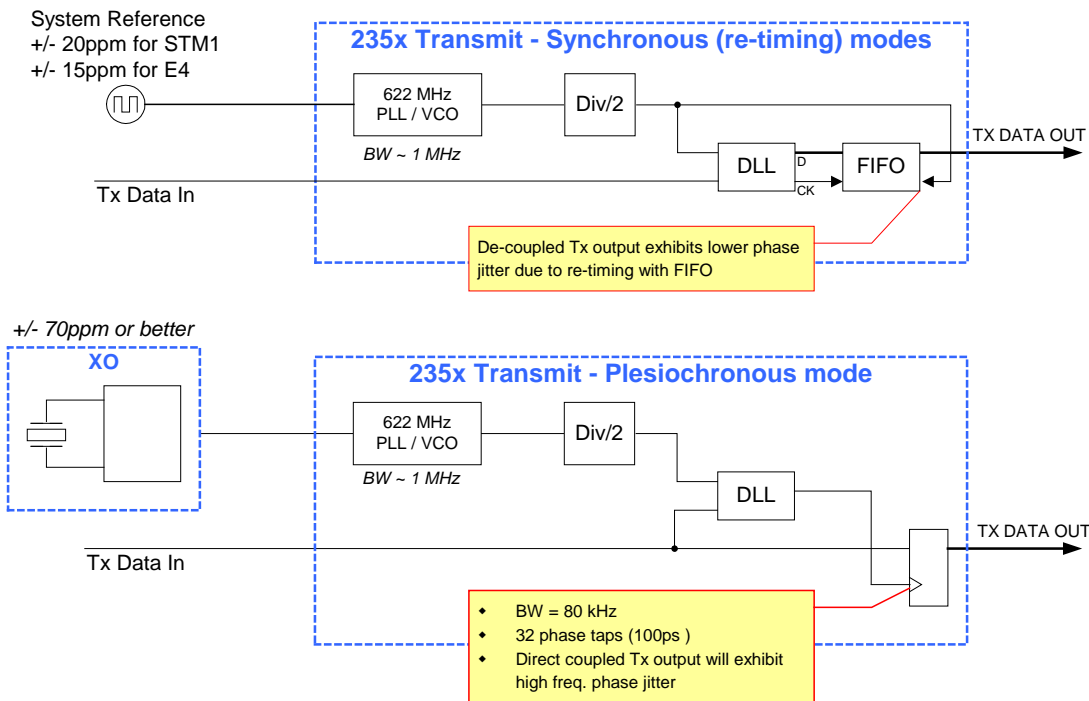 System Reference
+/- 20ppm for STM1
+/- 15ppm for E4
235x Transmit - Synchronous (re-timing) modes
622 MHz
PLL / VCO
BW ~ 1 MHz
Div/2
DLL
D
CK
FIFO
TX DATA OUT
Tx Data In
De-coupled Tx output exhibits lower phase
jitter due to re-timing with FIFO
+/- 70ppm or better
XO
235x Transmit - Plesiochronous mode
622 MHz
PLL / VCO
BW ~ 1 MHz
Div/2
DLL
TX DATA OUT
Tx Data In
◆ BW = 80 kHz
◆ 32 phase taps (100ps )
◆ Direct coupled Tx output will exhibit
high freq. phase jitter